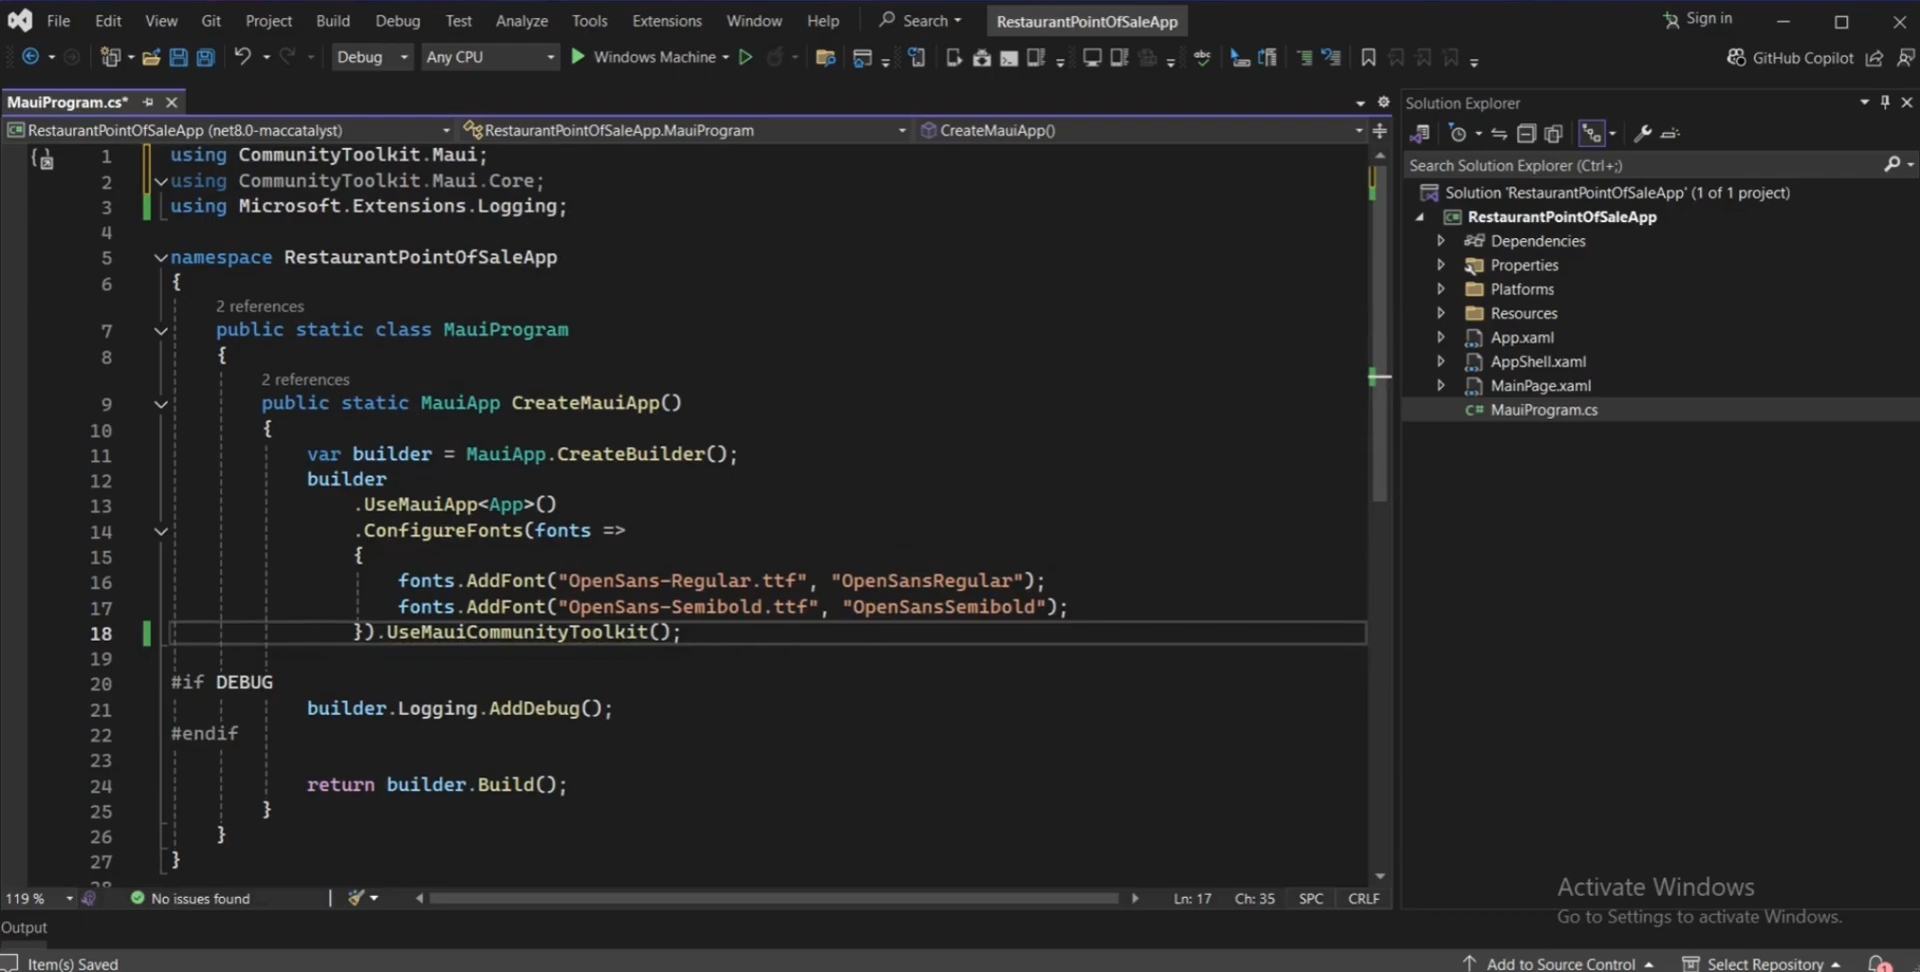 File Edit View Git Project Build Debug Test Analyze Tools Extensions Window Help Search RestaurantPointOfSaleApp Sign in
Debug Any CPU Windows Machine GitHub Copilot
MauiProgram.cs*
RestaurantPointOfSaleApp (net8.0-maccatalyst) RestaurantPointOfSaleApp.MauiProgram CreateMauiApp()
1 using CommunityToolkit.Maui;
2 using CommunityToolkit.Maui.Core;
3 using Microsoft.Extensions.Logging;
4
5 namespace RestaurantPointOfSaleApp
6 {
2 references
7 public static class MauiProgram
8 {
2 references
9 public static MauiApp CreateMauiApp()
10 {
11 var builder = MauiApp.CreateBuilder();
12 builder
13 .UseMauiApp<App>()
14 .ConfigureFonts(fonts =>
15 {
16 fonts.AddFont("OpenSans-Regular.ttf", "OpenSansRegular");
17 fonts.AddFont("OpenSans-Semibold.ttf", "OpenSansSemibold");
18 }).UseMauiCommunityToolkit();
19
20 #if DEBUG
21 builder.Logging.AddDebug();
22 #endif
23
24 return builder.Build();
25 }
26 }
27 }
28
119 % No issues found Ln: 17 Ch: 35 SPC CRLF
Output
Item(s) Saved
Solution Explorer
Search Solution Explorer (Ctrl+;)
Solution 'RestaurantPointOfSaleApp' (1 of 1 project)
RestaurantPointOfSaleApp
Dependencies
Properties
Platforms
Resources
App.xaml
AppShell.xaml
MainPage.xaml
C# MauiProgram.cs
Activate Windows
Go to Settings to activate Windows.
Add to Source Control Select Repository